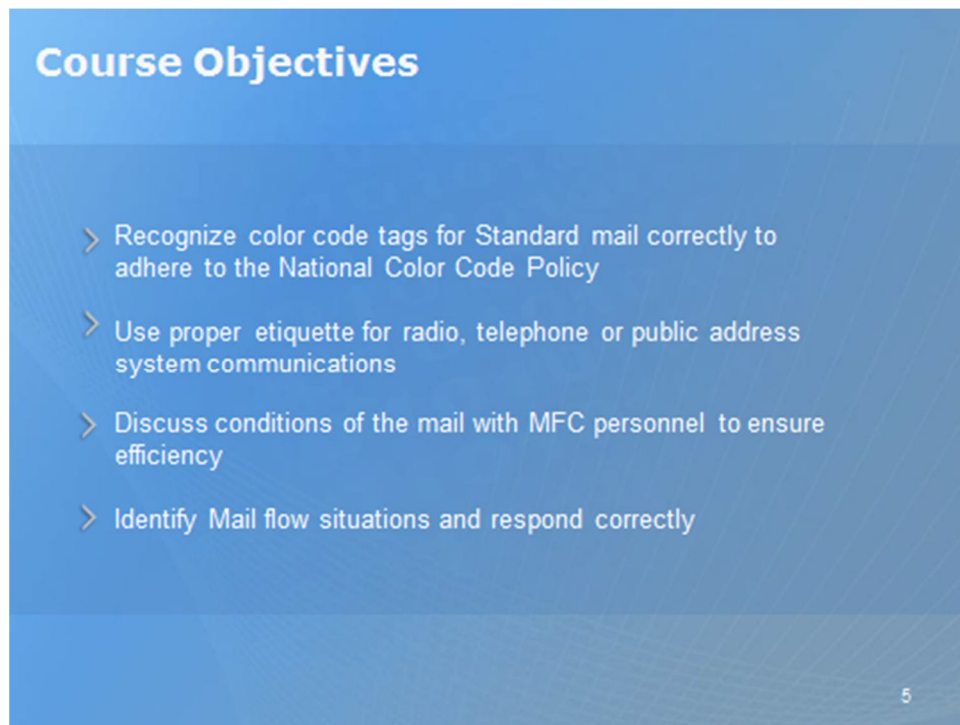 Course Objectives
Recognize color code tags for Standard mail correctly to
adhere to the National Color Code Policy
Use proper etiquette for radio, telephone or public address
system communications
Discuss conditions of the mail with MFC personnel to ensure
efficiency
Identify Mail flow situations and respond correctly
5